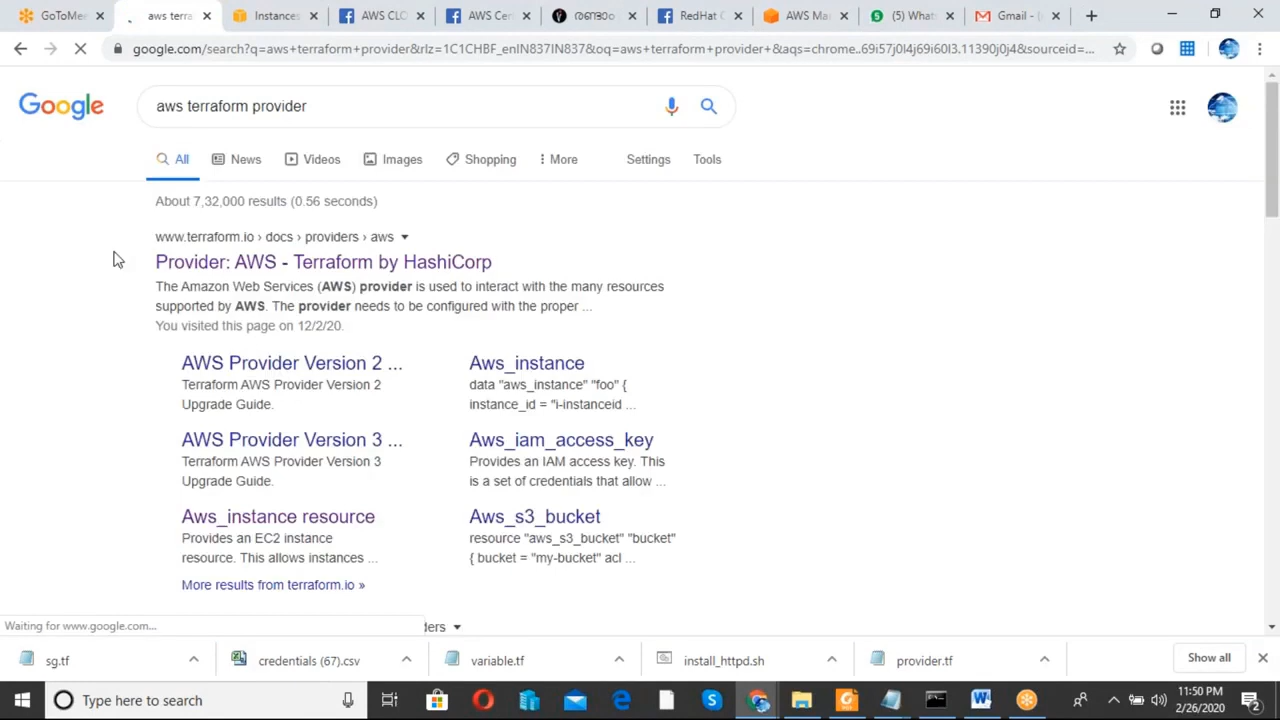 GoToMe
aws terra
Instances
AWS CLO
AWS Cer
RedHat C
AWS Ma
(5) Whats
Gmail - (
google.com/search?q=aws+terraform+provider&rlz=1C1CHBF_enIN837IN837&oq=aws+terraform+provider+&aqs=chrome..69i57j0l4j69i60l3.11390j0j4&sourceid=...
Google
aws terraform provider
All
News
Videos
Images
Shopping
More
Settings
Tools
About 7,32,000 results (0.56 seconds)
www.terraform.io › docs › providers › aws
Provider: AWS - Terraform by HashiCorp
The Amazon Web Services (AWS) provider is used to interact with the many resources
supported by AWS. The provider needs to be configured with the proper ...
You visited this page on 12/2/20.
AWS Provider Version 2 ...
Terraform AWS Provider Version 2
Upgrade Guide.
Aws_instance
data "aws_instance" "foo" {
instance_id = "i-instanceid ...
AWS Provider Version 3 ...
Terraform AWS Provider Version 3
Upgrade Guide.
Aws_iam_access_key
Provides an IAM access key. This
is a set of credentials that allow ...
Aws_instance resource
Provides an EC2 instance
resource. This allows instances ...
Aws_s3_bucket
resource "aws_s3_bucket" "bucket"
{ bucket = "my-bucket" acl ...
More results from terraform.io »
Waiting for www.google.com...
ders
sg.tf
credentials (67).csv
variable.tf
install_httpd.sh
provider.tf
Show all
Type here to search
11:50 PM
2/26/2020
2